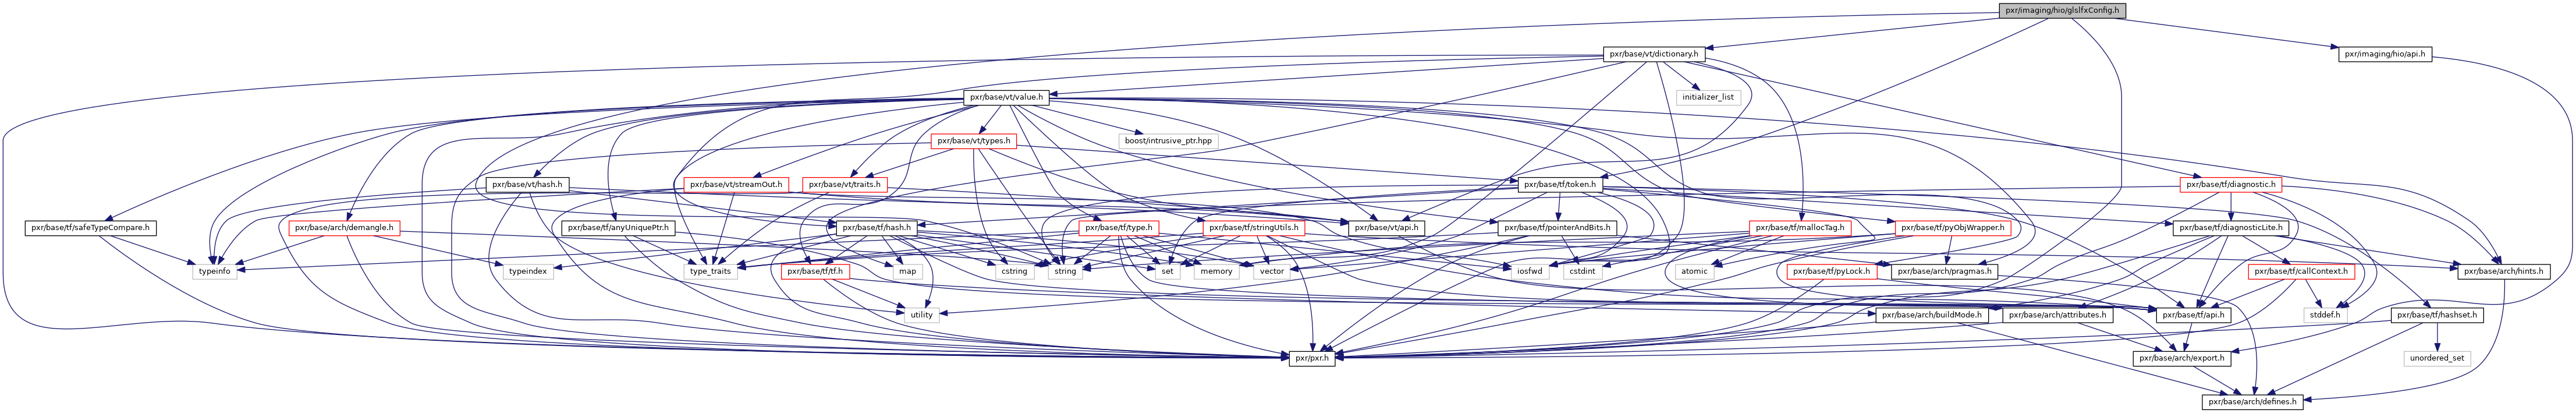 pxr/imaging/hio/glslfxConfig.h
pxr/base/vt/dictionary.h
pxr/imaging/hio/api.h
pxr/base/vt/value.h
initializer_list
pxr/base/vt/types.h
boost/intrusive_ptr.hpp
pxr/base/vt/hash.h
pxr/base/vt/streamOut.h
pxr/base/vt/traits.h
pxr/base/tf/token.h
pxr/base/tf/diagnostic.h
pxr/base/tf/safeTypeCompare.h
pxr/base/arch/demangle.h
pxr/base/tf/anyUniquePtr.h
pxr/base/tf/hash.h
pxr/base/tf/type.h
pxr/base/tf/stringUtils.h
pxr/base/vt/api.h
pxr/base/tf/pointerAndBits.h
pxr/base/tf/mallocTag.h
pxr/base/tf/pyObjWrapper.h
pxr/base/tf/diagnosticLite.h
typeinfo
typeindex
type_traits
pxr/base/tf/tf.h
map
cstring
string
set
memory
vector
iosfwd
cstdint
atomic
pxr/base/arch/pragmas.h
pxr/base/tf/pyLock.h
pxr/base/tf/callContext.h
pxr/base/arch/hints.h
utility
pxr/base/arch/buildMode.h
pxr/base/arch/attributes.h
pxr/base/tf/api.h
stddef.h
pxr/base/tf/hashset.h
pxr/pxr.h
pxr/base/arch/export.h
unordered_set
pxr/base/arch/defines.h